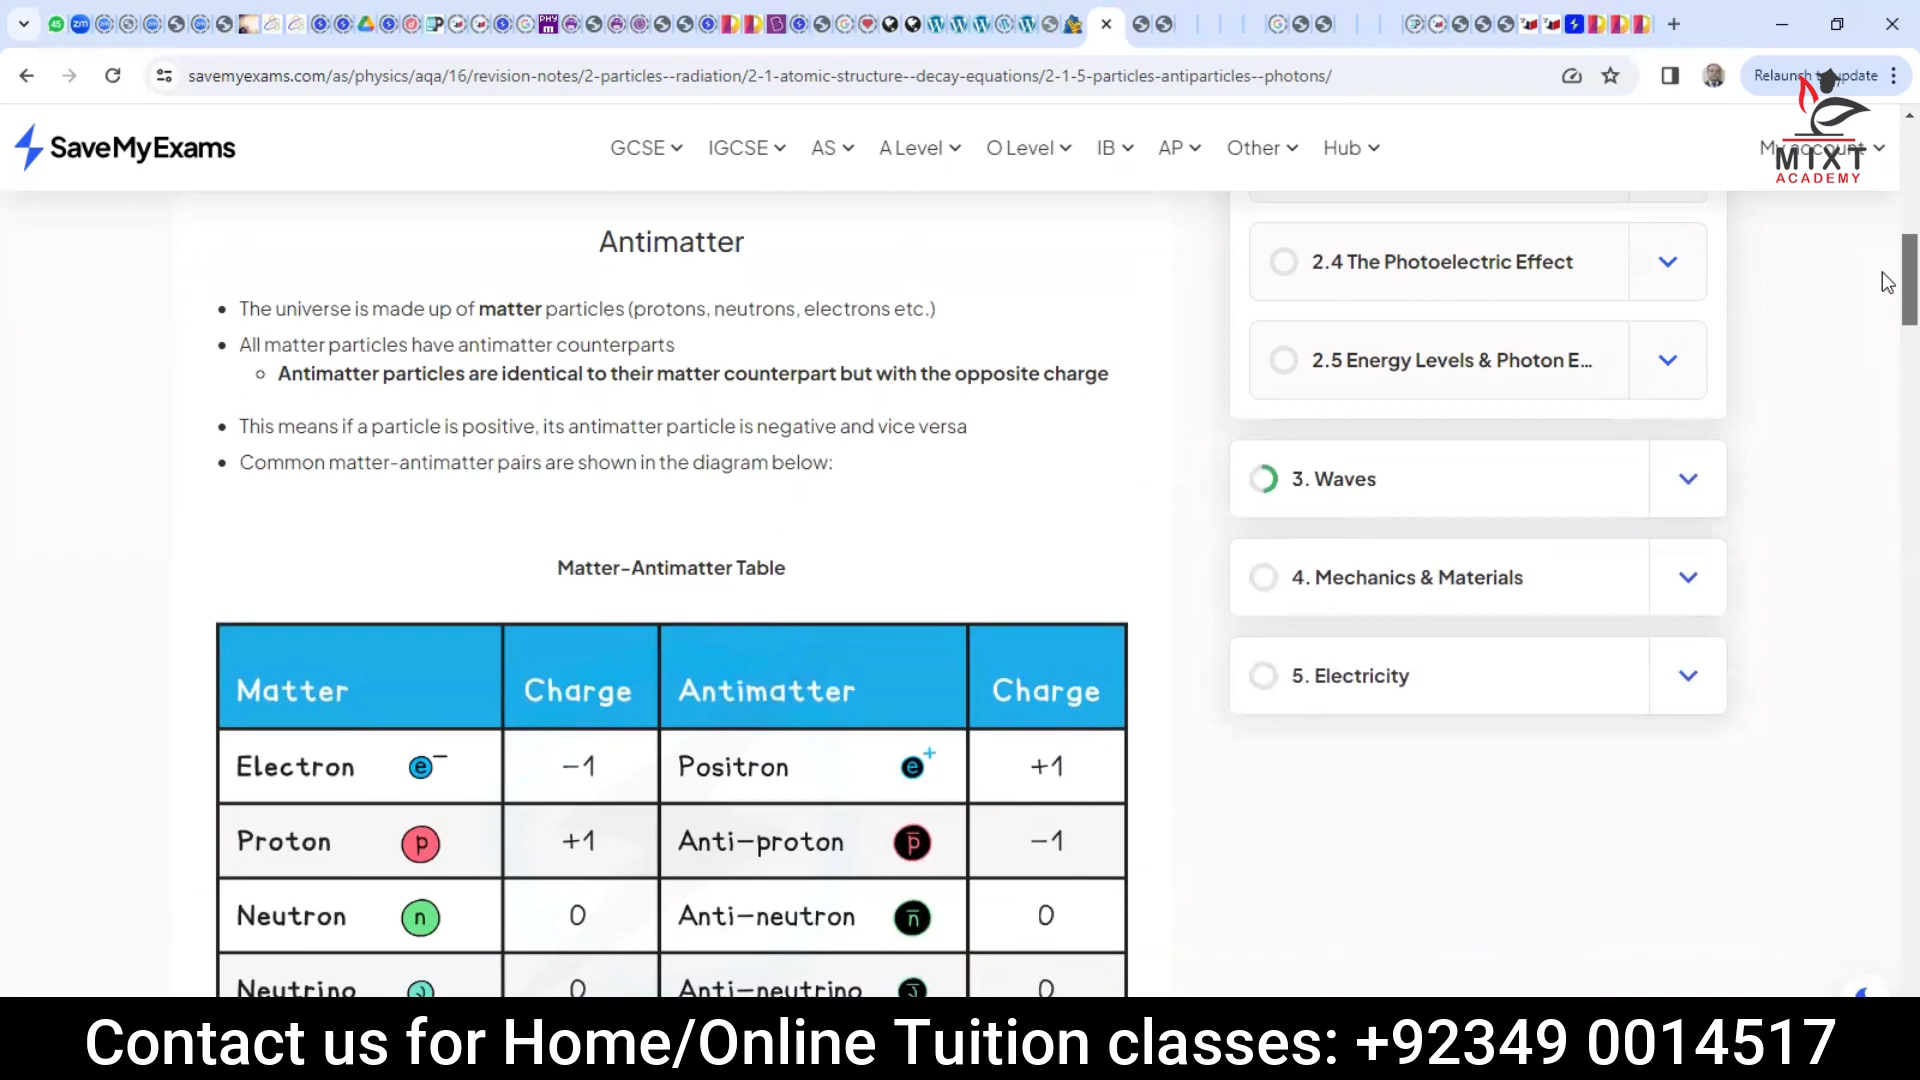 savemyexams.com/as/physics/aqa/16/revision-notes/2-particles--radiation/2-1-atomic-structure--decay-equations/2-1-5-particles-antiparticles--photons/
SaveMyExams
GCSE IGCSE AS A Level O Level IB AP Other Hub
MIXT
ACADEMY
Antimatter
The universe is made up of matter particles (protons, neutrons, electrons etc.)
All matter particles have antimatter counterparts
Antimatter particles are identical to their matter counterpart but with the opposite charge
This means if a particle is positive, its antimatter particle is negative and vice versa
Common matter-antimatter pairs are shown in the diagram below:
Matter-Antimatter Table
Matter Charge Antimatter Charge
Electron e⁻ −1 Positron e⁺ +1
Proton p +1 Anti−proton p̄ −1
Neutron n 0 Anti−neutron n̄ 0
Neutrino 0 Anti−neutrino 0
2.4 The Photoelectric Effect
2.5 Energy Levels & Photon E...
3. Waves
4. Mechanics & Materials
5. Electricity
Contact us for Home/Online Tuition classes: +92349 0014517